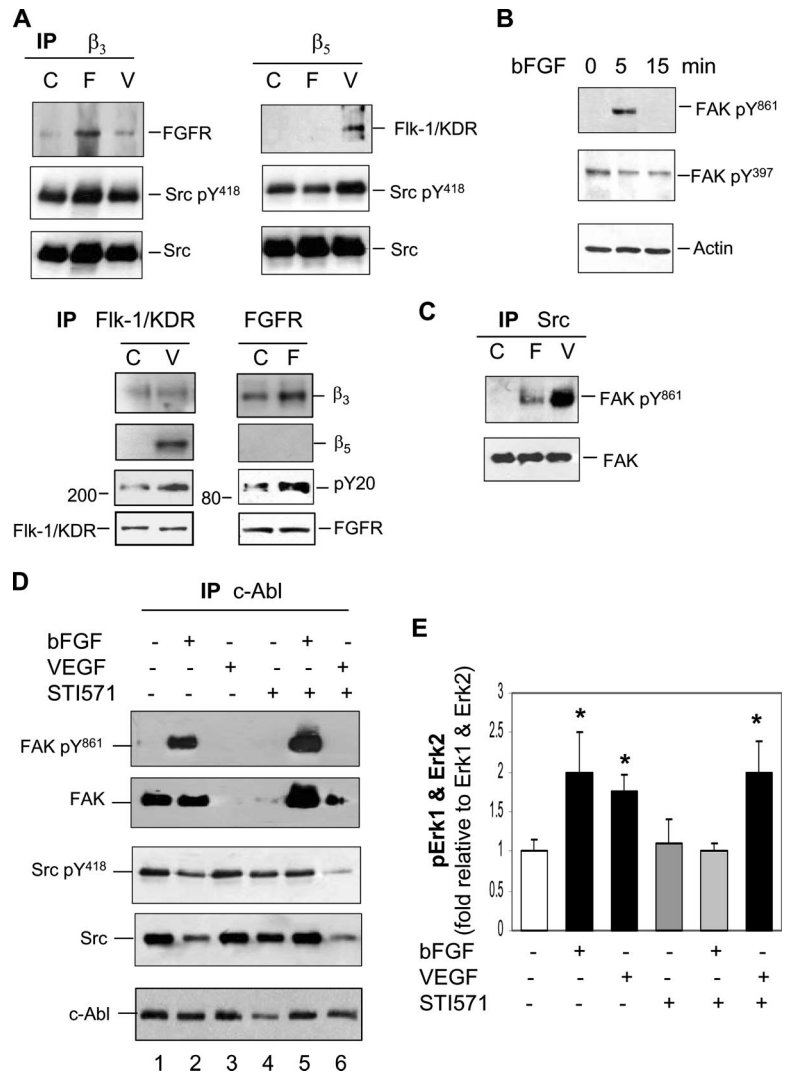 A
IP β3
C F V
FGFR
Src pY418
Src
β5
C F V
Flk-1/KDR
Src pY418
Src
IP Flk-1/KDR FGFR
C V C F
β3
β5
200 80 pY20
Flk-1/KDR FGFR
B
bFGF 0 5 15 min
FAK pY861
FAK pY397
Actin
C
IP Src
C F V
FAK pY861
FAK
D
IP c-Abl
bFGF - + - - + -
VEGF - - + - - +
STI571 - - - + + +
FAK pY861
FAK
Src pY418
Src
c-Abl
1 2 3 4 5 6
E
pErk1 & Erk2
(fold relative to Erk1 & Erk2)
3
2.5
2
1.5
1
0.5
0
* * *
bFGF - + - - + -
VEGF - - + - - +
STI571 - - - + + +